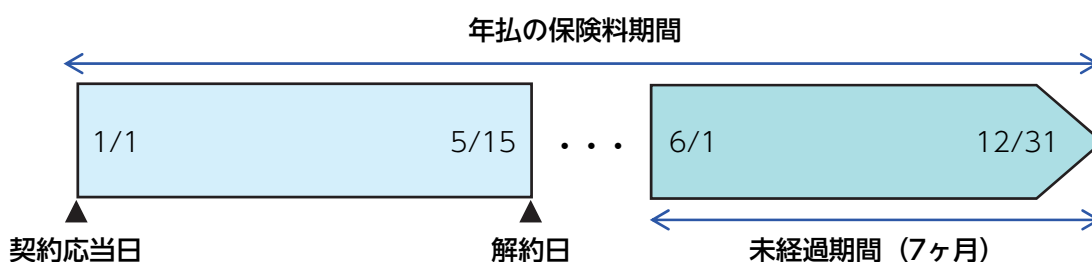 年払の保険料期間
1/1 5/15 ・・・ 6/1 12/31
契約応当日 解約日 未経過期間（7ヶ月）